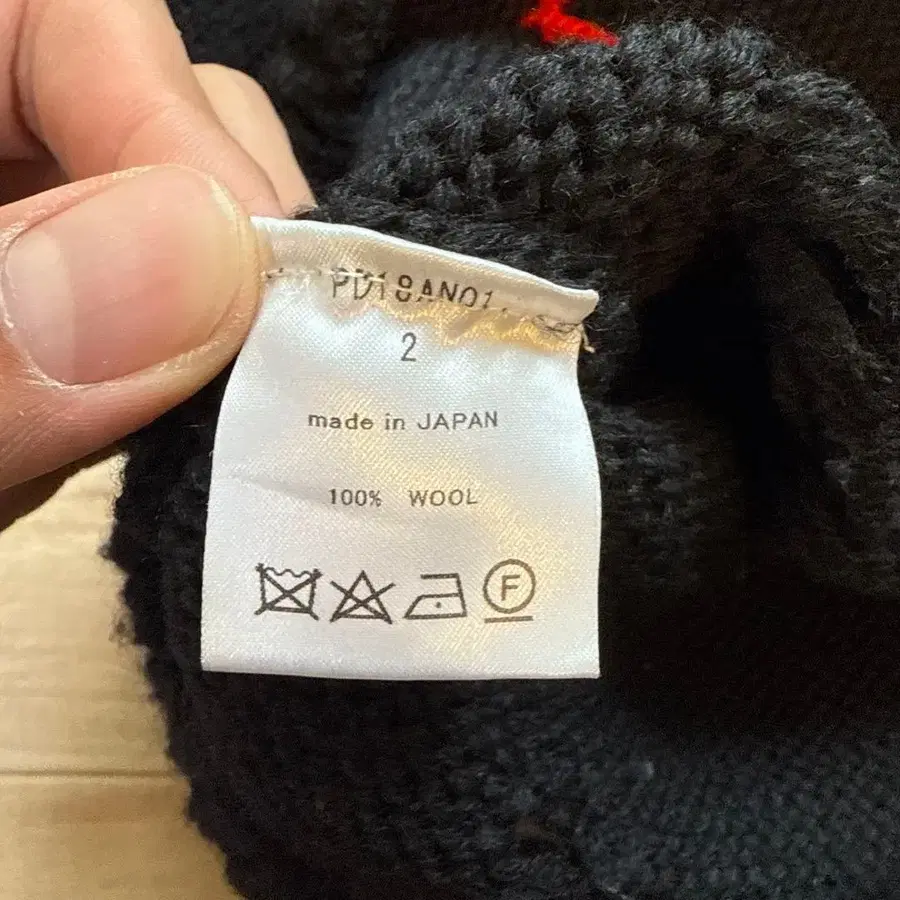 PD18AN01
2
made in JAPAN
100% WOOL
F